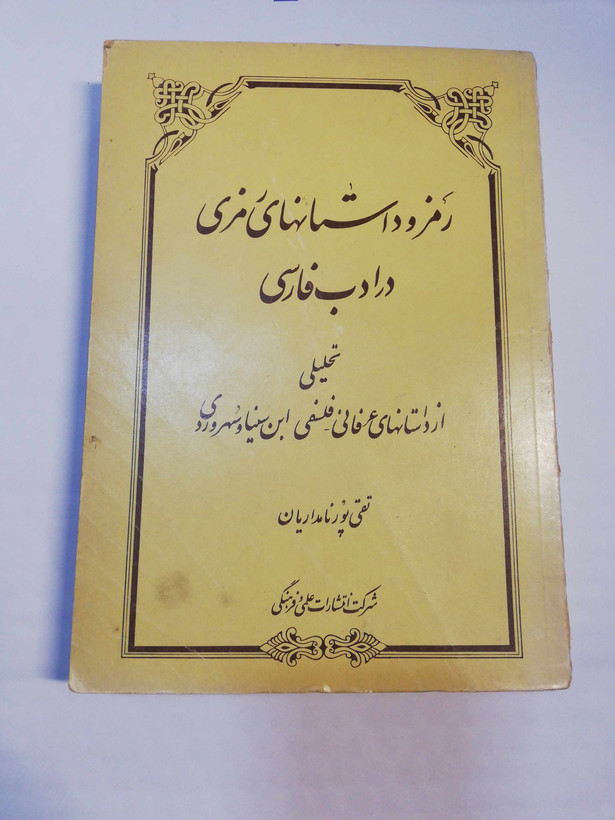 رمز و داستانهای رمزی
در ادب فارسی
تحلیلی
از داستانهای عرفانی - فلسفی ابن سینا و سهروردی
تقی پورنامداریان
شرکت انتشارات علمی و فرهنگی